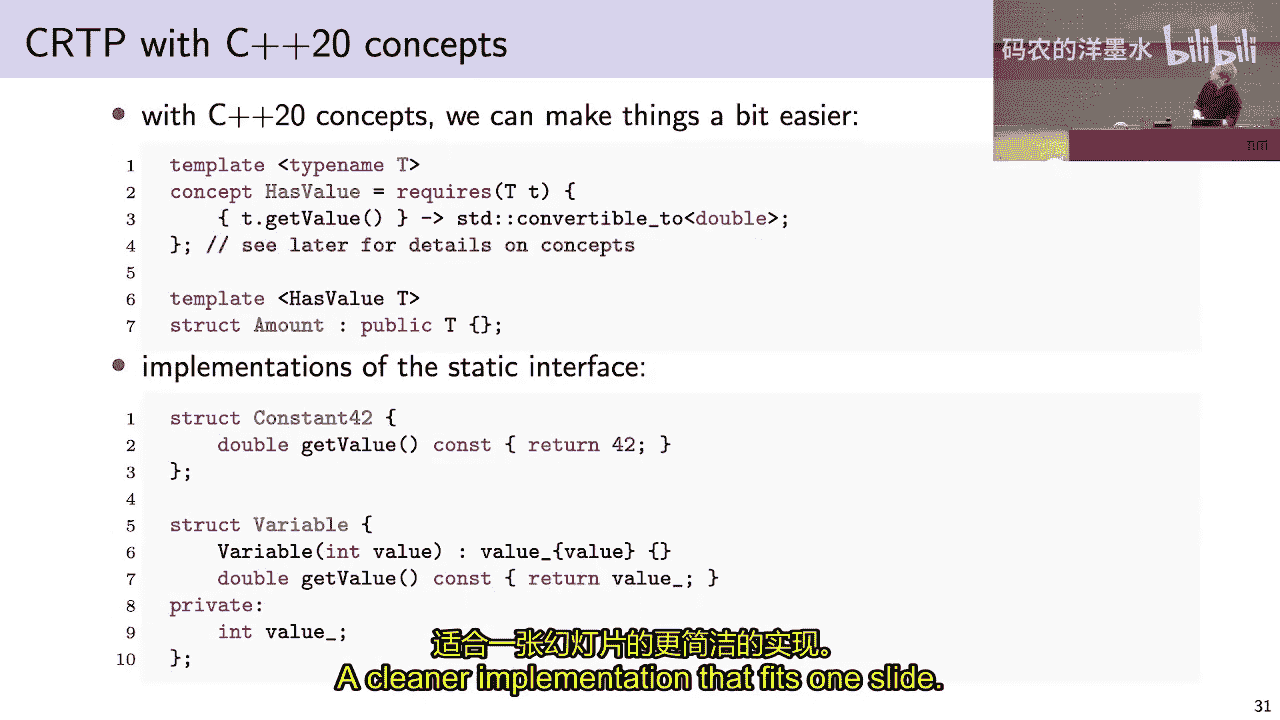 CRTP with C++20 concepts
码农的洋墨水 bilibili
nm
• with C++20 concepts, we can make things a bit easier:
1 template <typename T>
2 concept HasValue = requires(T t) {
3 { t.getValue() } -> std::convertible_to<double>;
4 }; // see later for details on concepts
5
6 template <HasValue T>
7 struct Amount : public T {};
• implementations of the static interface:
1 struct Constant42 {
2 double getValue() const { return 42; }
3 };
4
5 struct Variable {
6 Variable(int value) : value_{value} {}
7 double getValue() const { return value_; }
8 private:
9 int value_;
10 };
适合一张幻灯片的更简洁的实现。
A cleaner implementation that fits one slide.
31